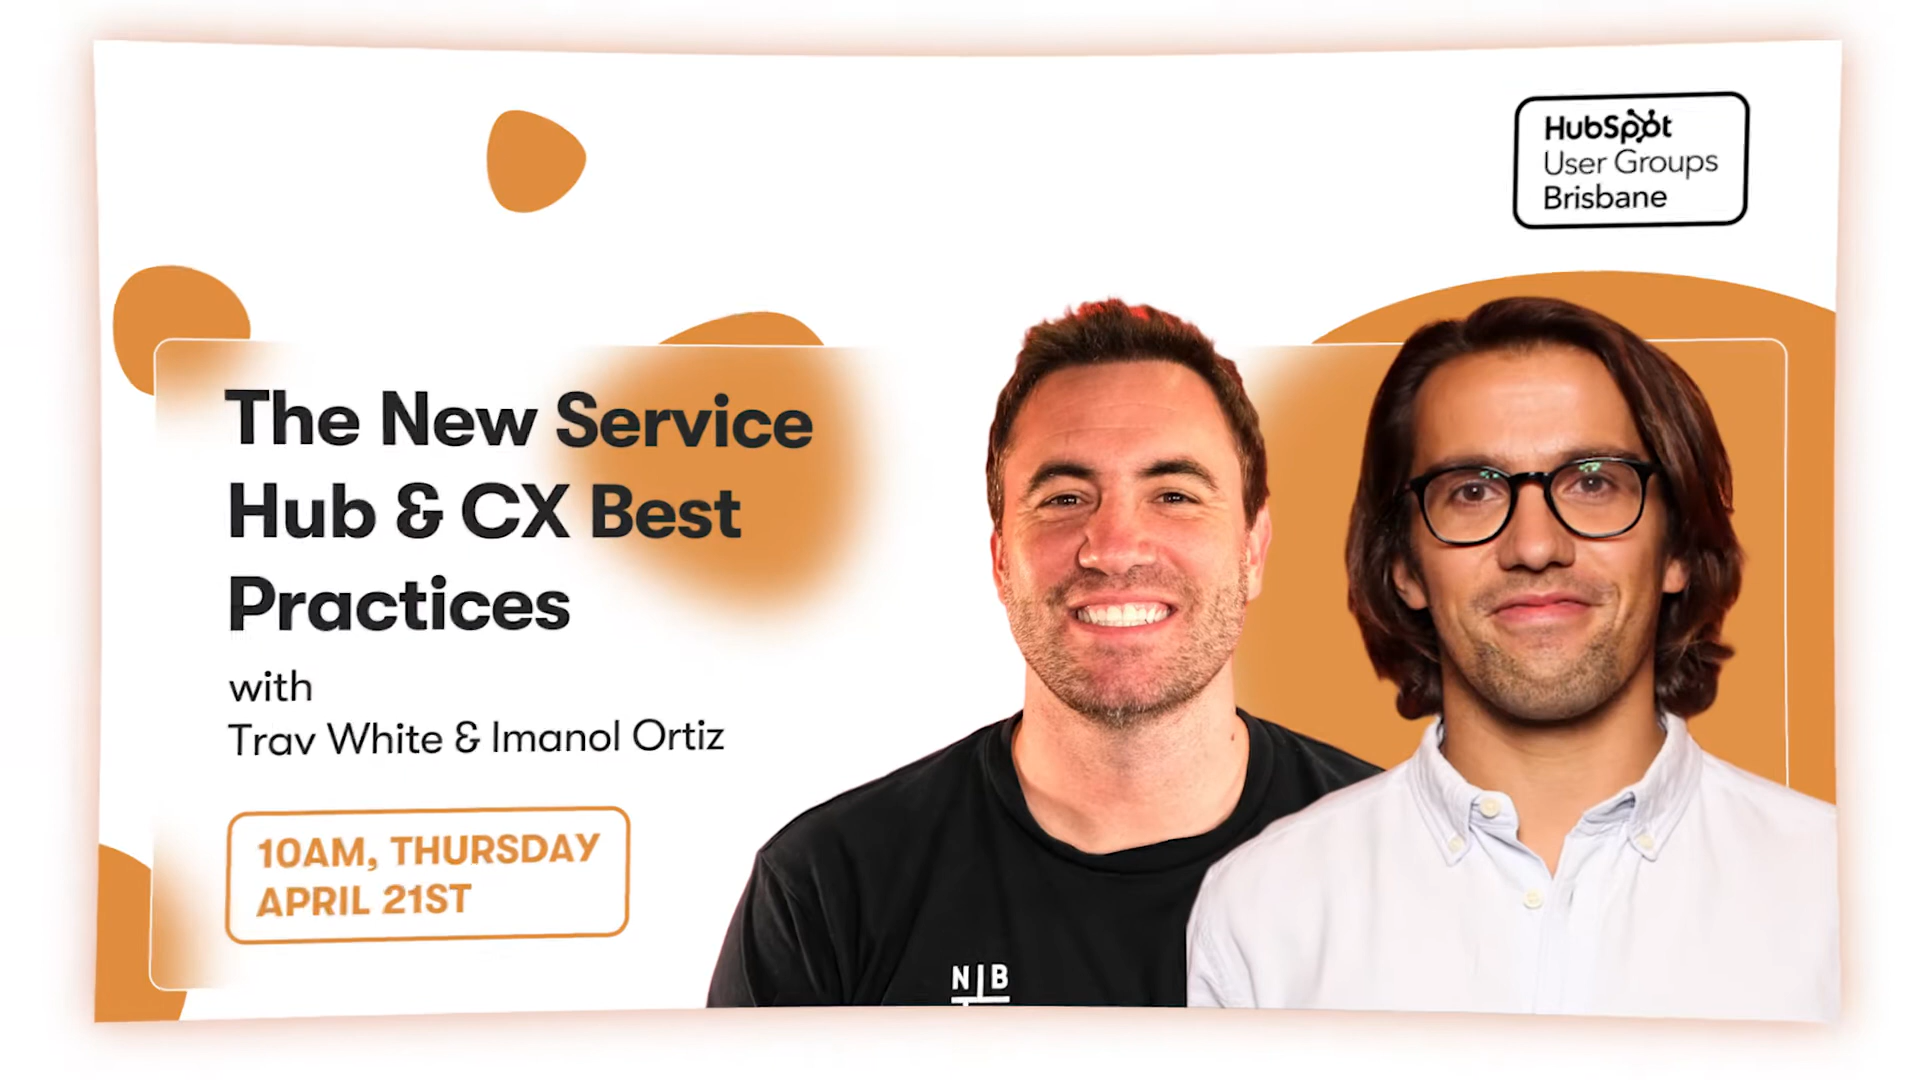 HubSpot
User Groups
Brisbane
The New Service
Hub & CX Best
Practices
with
Trav White & Imanol Ortiz
10AM, THURSDAY
APRIL 21ST
N B